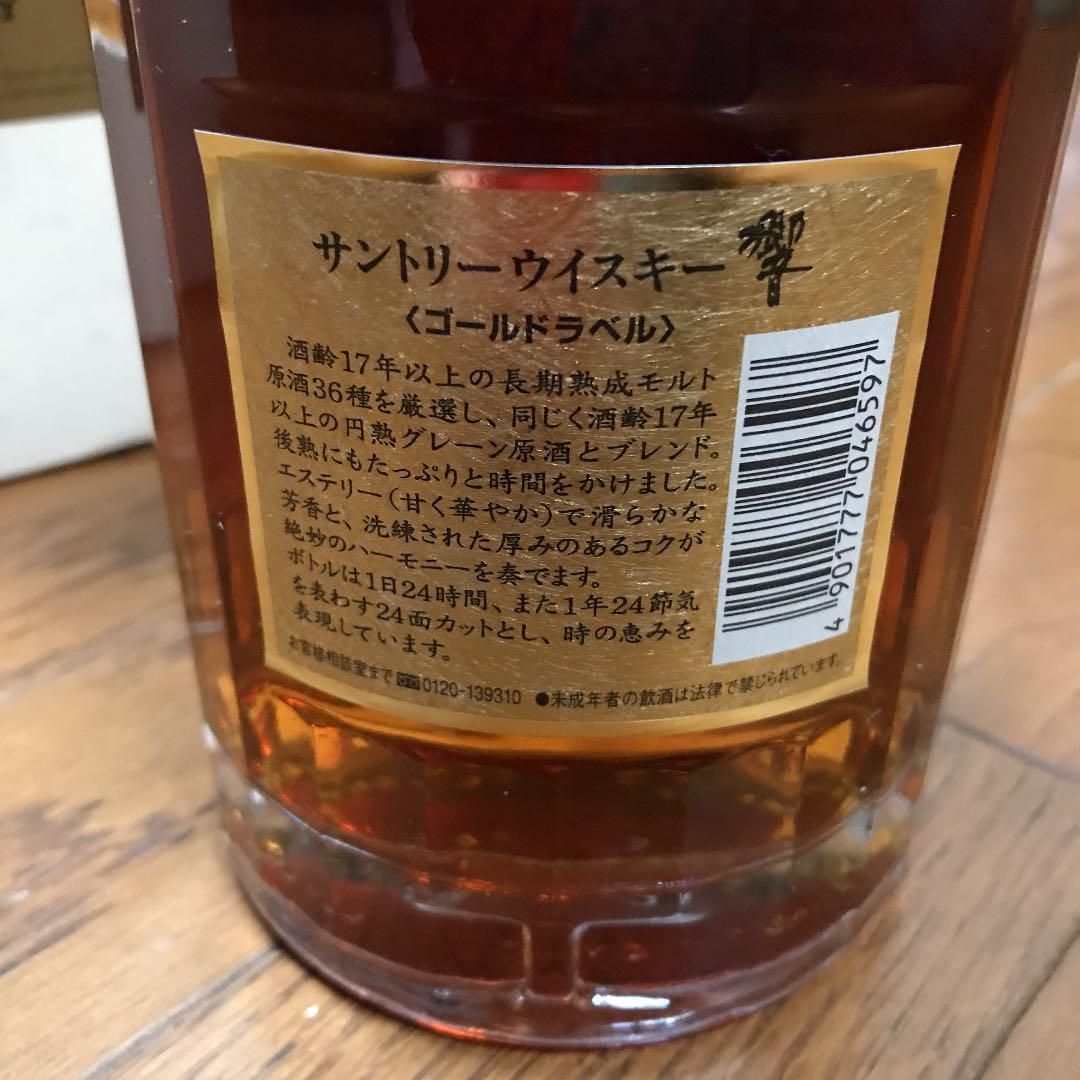 サントリーウイスキー 響
〈ゴールドラベル〉
酒齢17年以上の長期熟成モルト
原酒36種を厳選し、同じく酒齢17年
以上の円熟グレーン原酒とブレンド。
後熟にもたっぷりと時間をかけました。
エステリー(甘く華やか)で滑らかな
芳香と、洗練された厚みのあるコクが
絶妙のハーモニーを奏でます。
ボトルは1日24時間、また1年24節気
を表わす24面カットとし、時の恵みを
表現しています。
お客様相談室まで 0120-139310 ●未成年者の飲酒は法律で禁じられています。
4 901777 046597